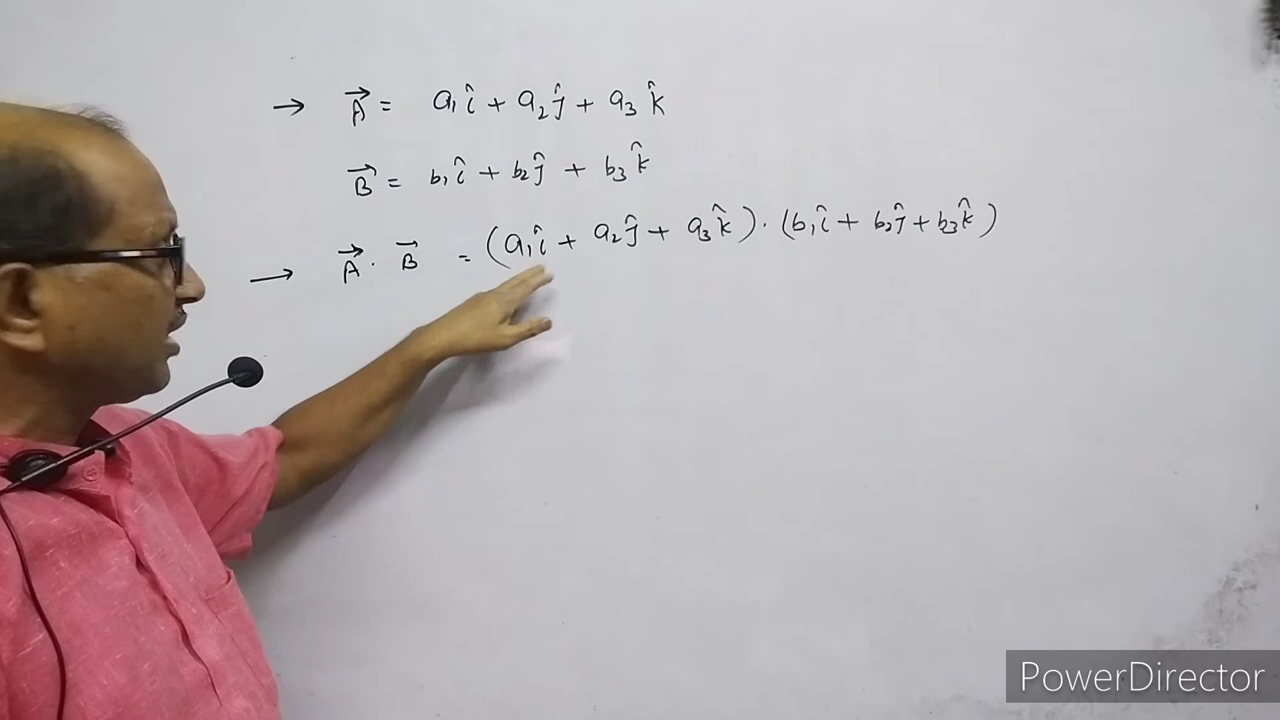 → A⃗ = a₁î + a₂ĵ + a₃k̂
B⃗ = b₁î + b₂ĵ + b₃k̂
→ A⃗ . B⃗ = (a₁î + a₂ĵ + a₃k̂) . (b₁î + b₂ĵ + b₃k̂)
PowerDirector